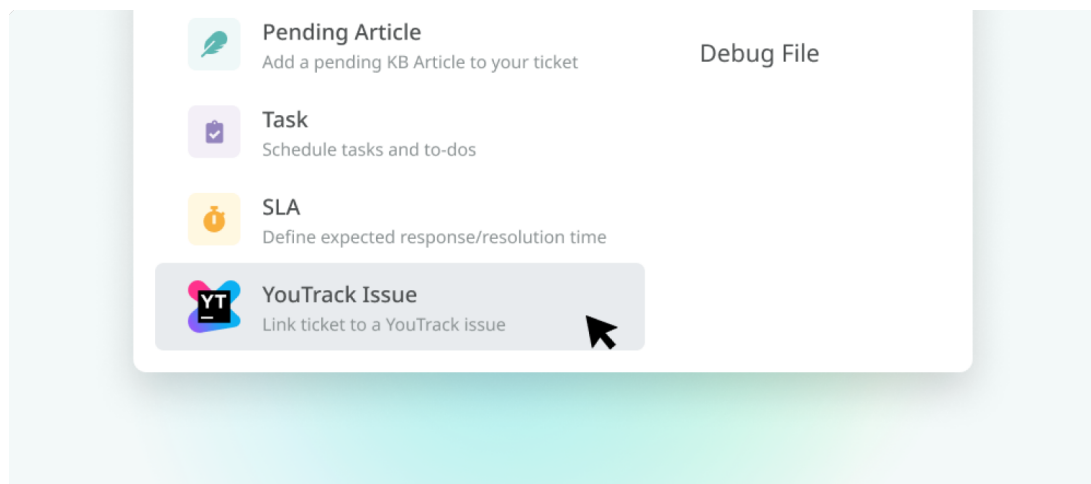 Pending Article
Add a pending KB Article to your ticket
Debug File
Task
Schedule tasks and to-dos
SLA
Define expected response/resolution time
YT
YouTrack Issue
Link ticket to a YouTrack issue